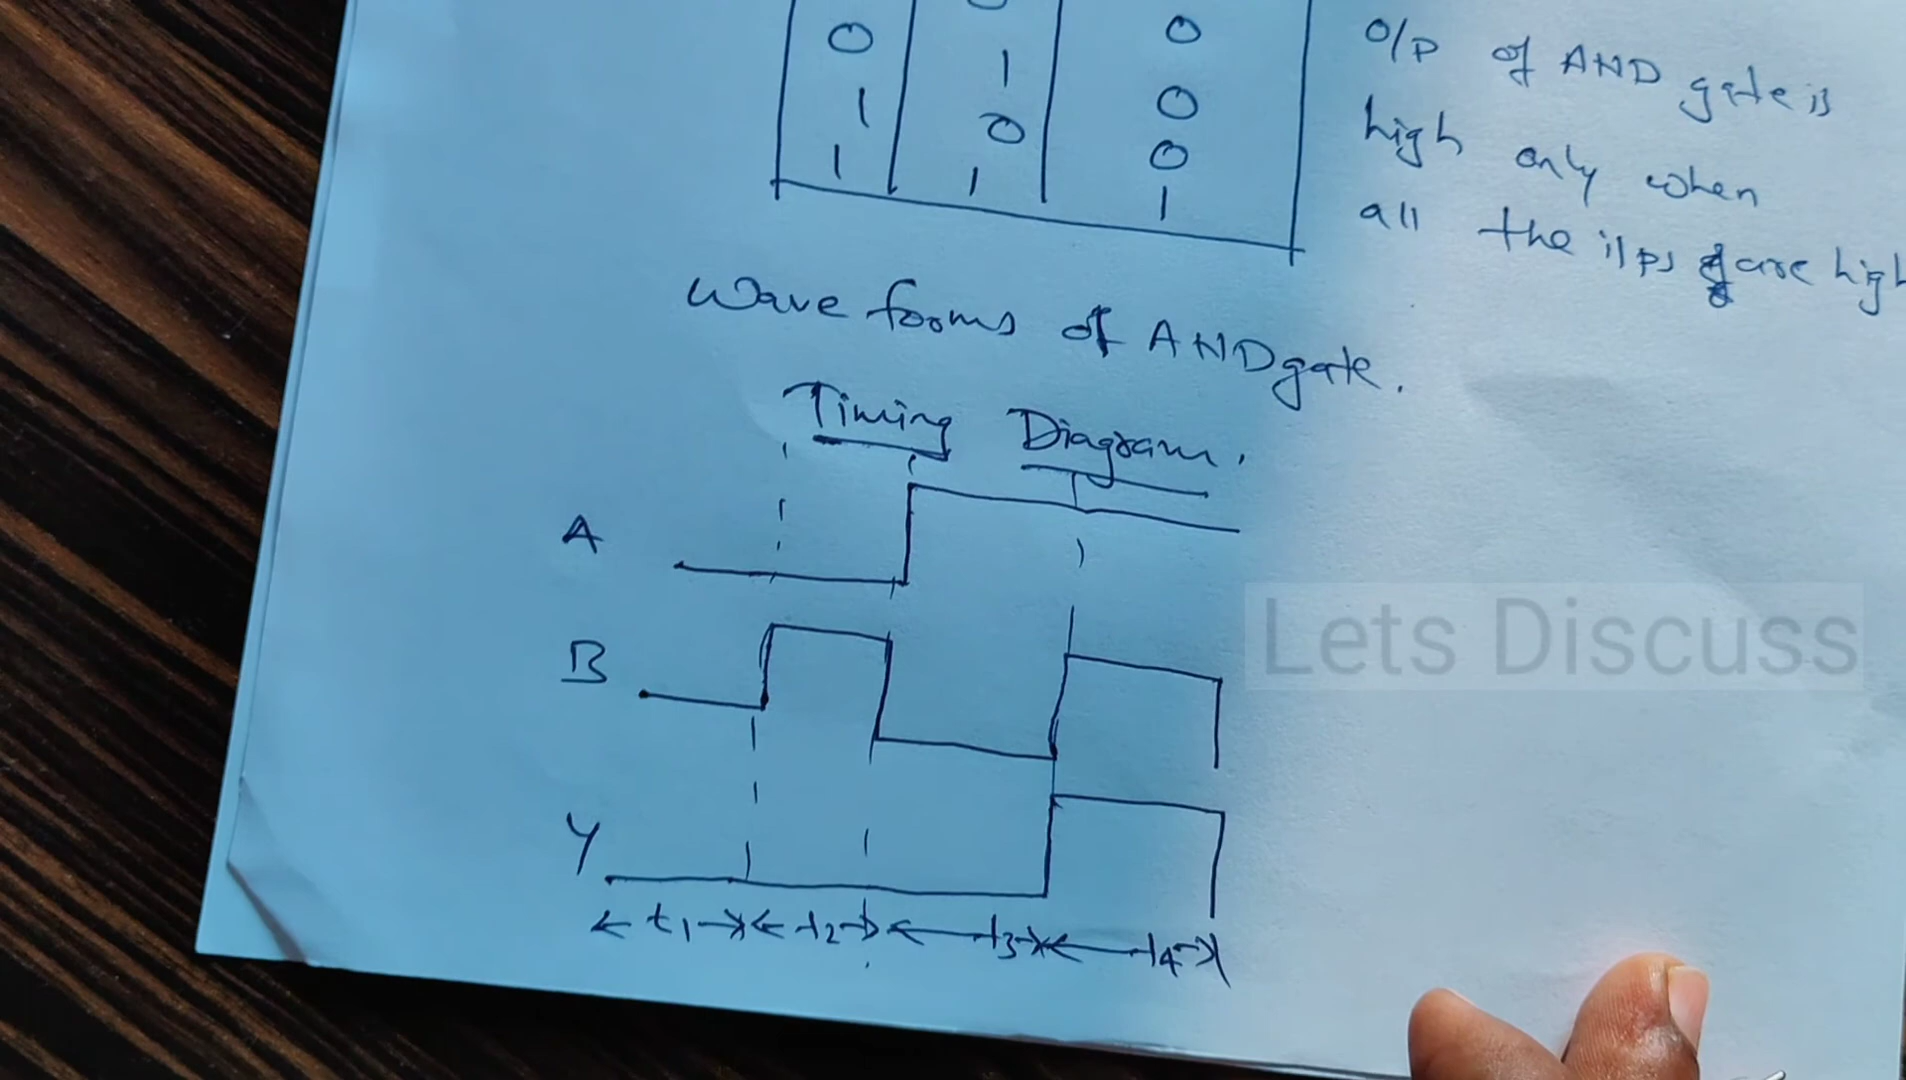 0 0 O/P of AND gate is
1
1 0 high only when
0
1 0
1 all the i/ps are high
1
Wave forms of AND gate.
Timing Diagram.
A
B
Lets Discuss
Y
t1 t2 t3 t4